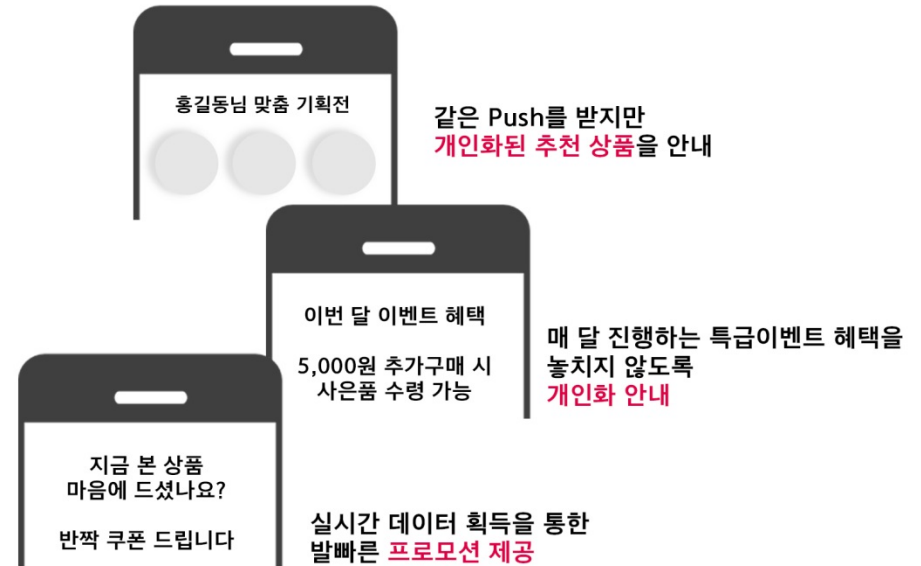 홍길동님 맞춤 기획전
같은 Push를 받지만
개인화된 추천 상품을 안내
이번 달 이벤트 혜택
5,000원 추가구매 시
사은품 수령 가능
매 달 진행하는 특급이벤트 혜택을
놓치지 않도록
개인화 안내
지금 본 상품
마음에 드셨나요?
반짝 쿠폰 드립니다
실시간 데이터 획득을 통한
발빠른 프로모션 제공